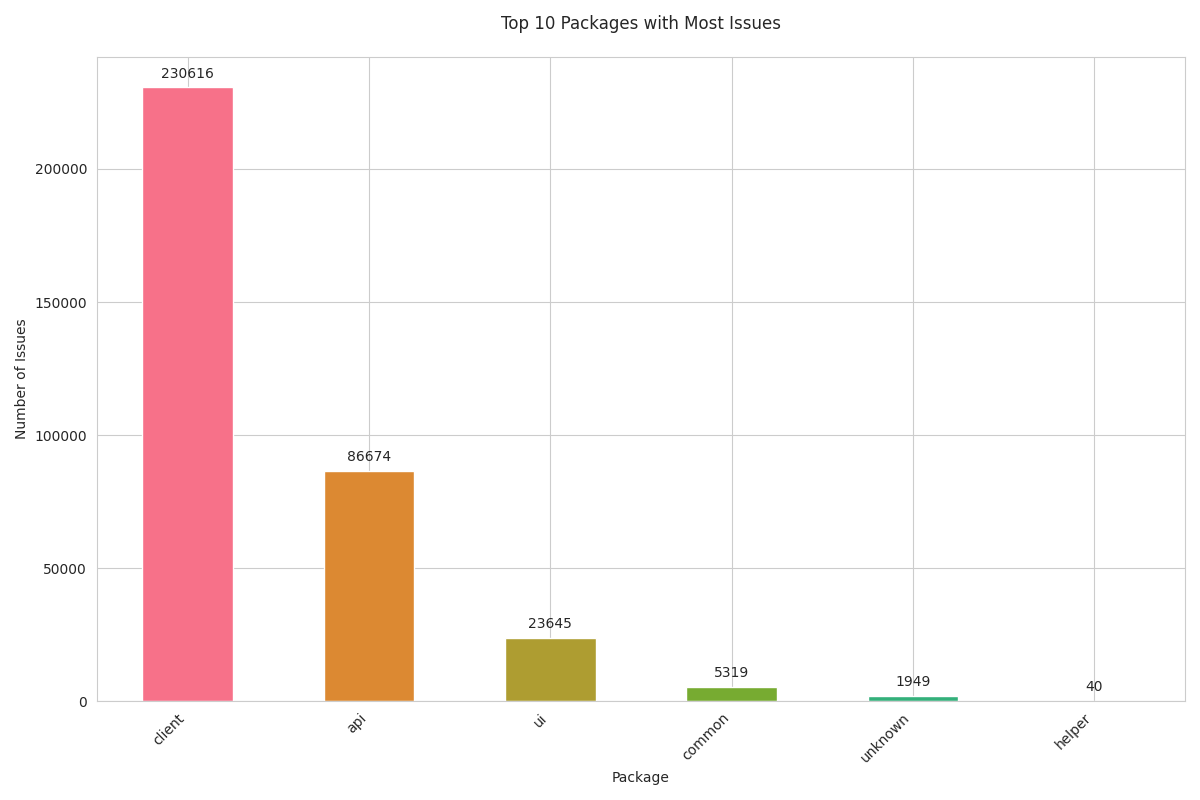 Top 10 Packages with Most Issues
230616
86674
23645
5319
1949
40
200000
150000
100000
50000
0
Number of Issues
client
api
ui
common
unknown
helper
Package